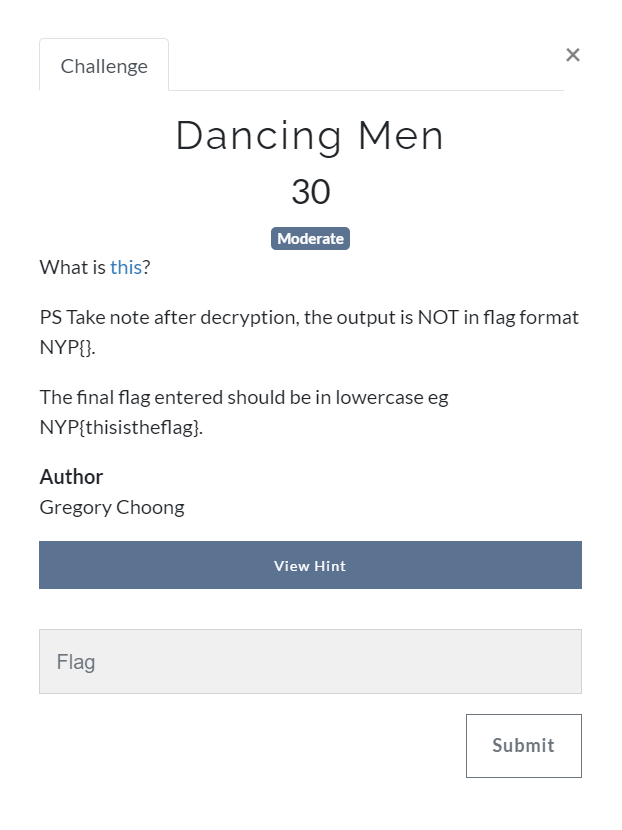 Challenge
×
Dancing Men
30
Moderate
What is this?
PS Take note after decryption, the output is NOT in flag format
NYP{}.
The final flag entered should be in lowercase eg
NYP{thisistheflag}.
Author
Gregory Choong
View Hint
Flag
Submit